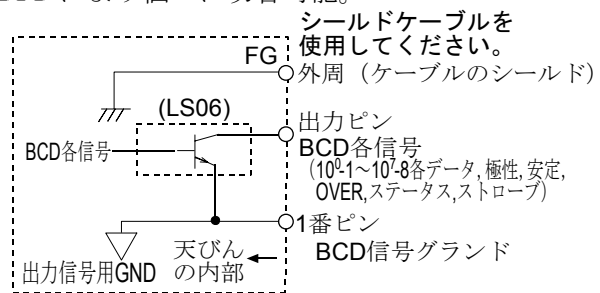 シールドケーブルを
使用してください。
FG
外周（ケーブルのシールド）
(LS06)
出力ピン
BCD各信号
BCD各信号
(10⁰-1～10⁷-8各データ,極性,安定,
OVER,ステータス,ストローブ)
1番ピン
BCD信号グランド
天びん
の内部
出力信号用GND